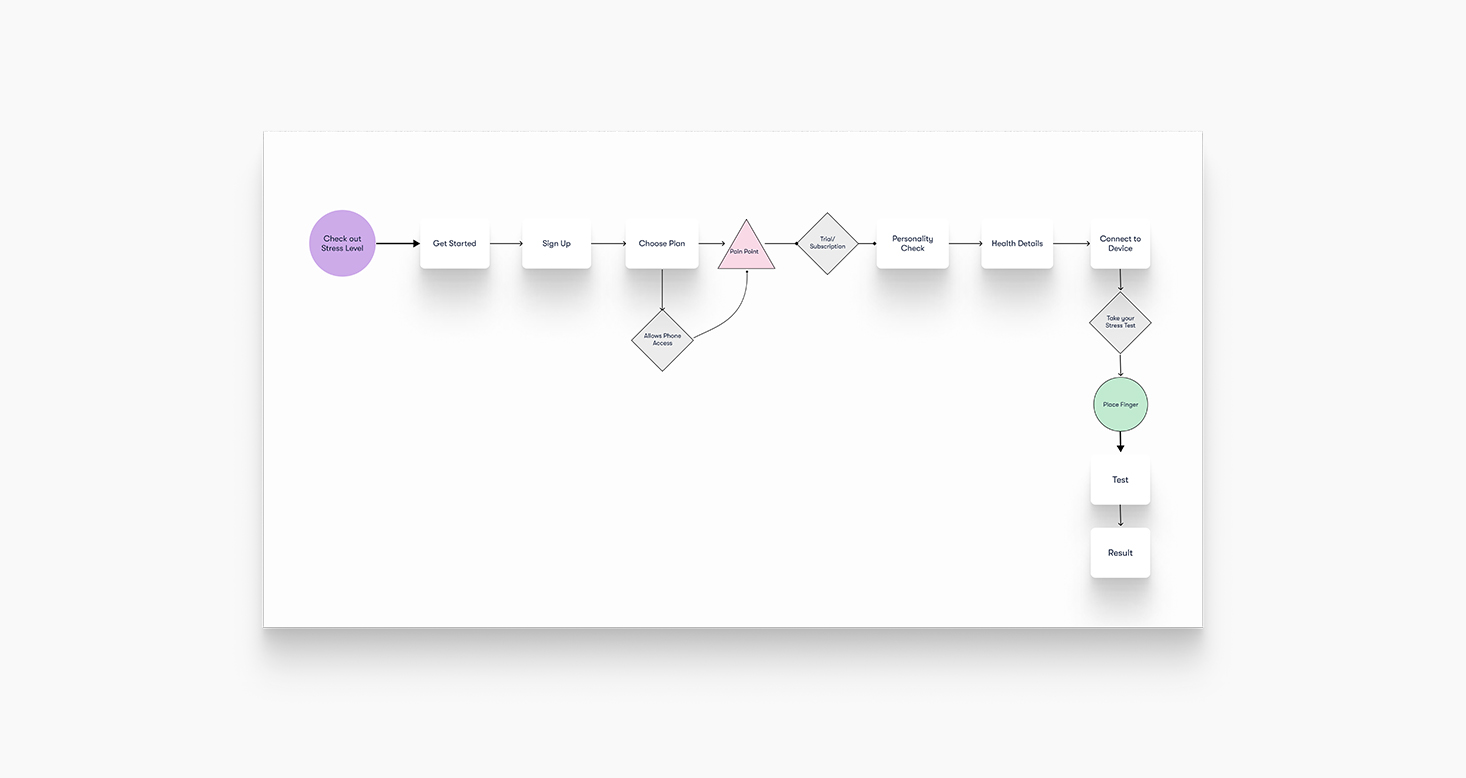 Check out
Stress Level
Get Started
Sign Up
Choose Plan
Pain Point
Trial/
Subscription
Personality
Check
Health Details
Connect to
Device
Allows Phone
Access
Take your
Stress Test
Place Finger
Test
Result